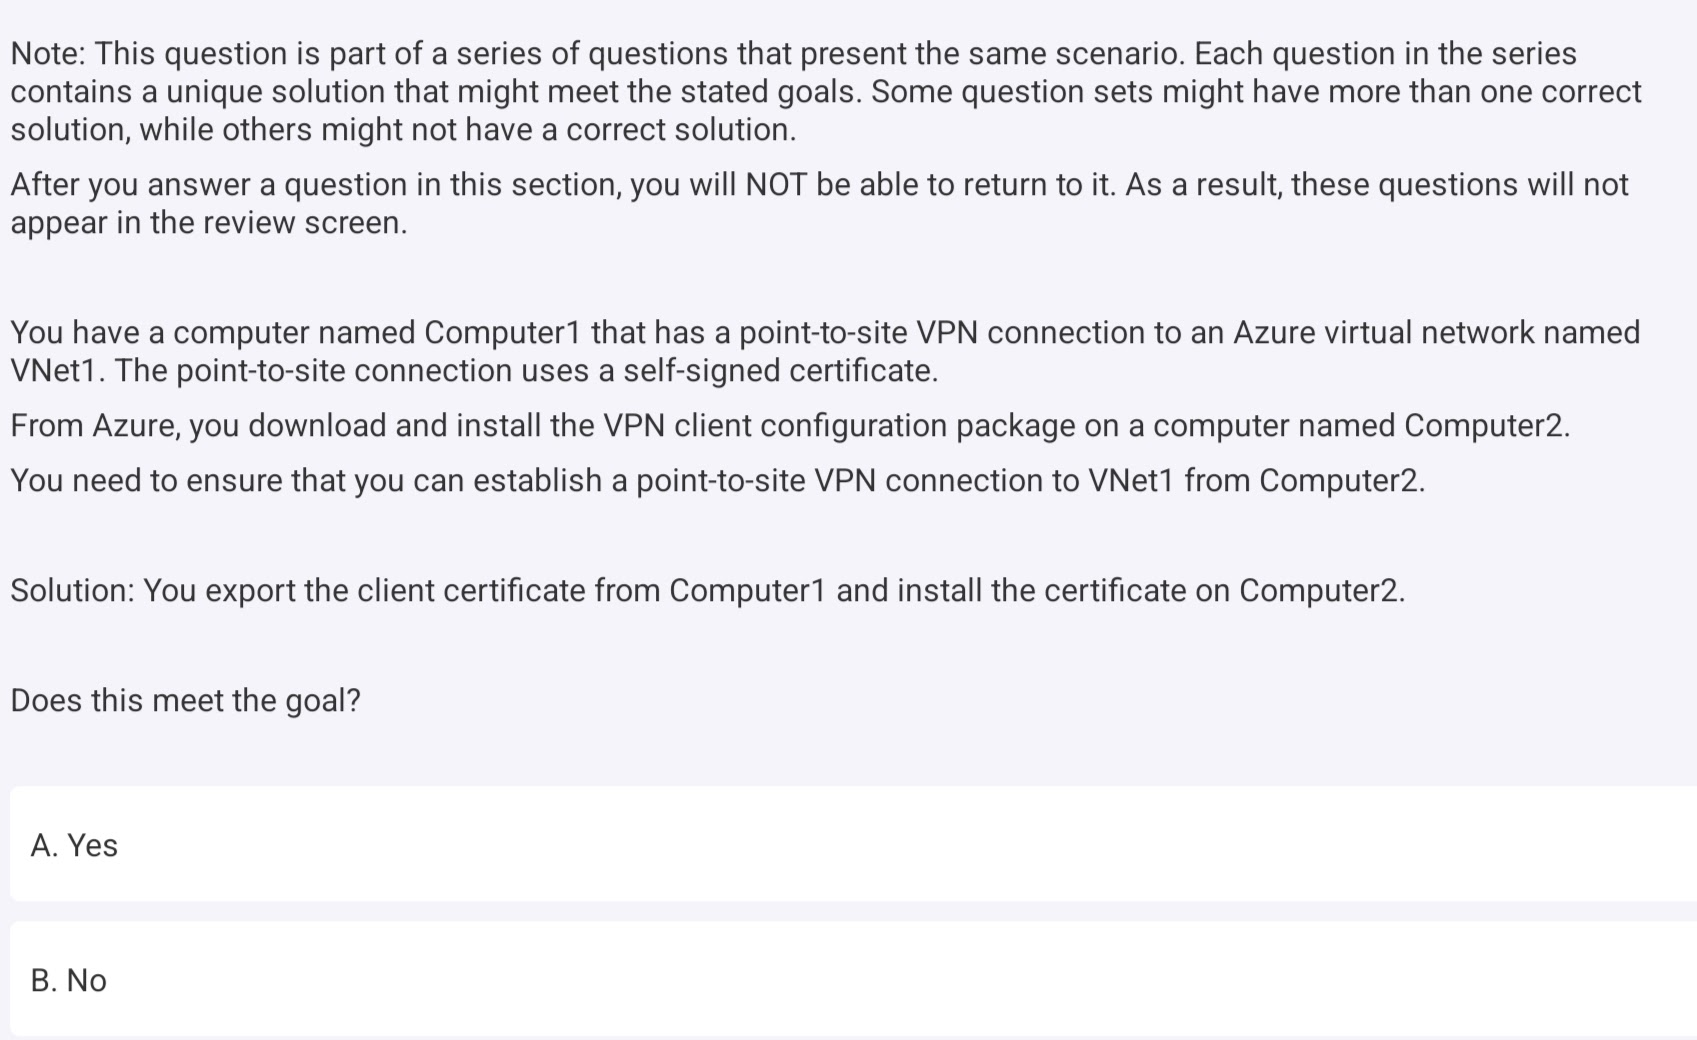 Note: This question is part of a series of questions that present the same scenario. Each question in the series
contains a unique solution that might meet the stated goals. Some question sets might have more than one correct
solution, while others might not have a correct solution.
After you answer a question in this section, you will NOT be able to return to it. As a result, these questions will not
appear in the review screen.
You have a computer named Computer1 that has a point-to-site VPN connection to an Azure virtual network named
VNet1. The point-to-site connection uses a self-signed certificate.
From Azure, you download and install the VPN client configuration package on a computer named Computer2.
You need to ensure that you can establish a point-to-site VPN connection to VNet1 from Computer2.
Solution: You export the client certificate from Computer1 and install the certificate on Computer2.
Does this meet the goal?
A. Yes
B. No